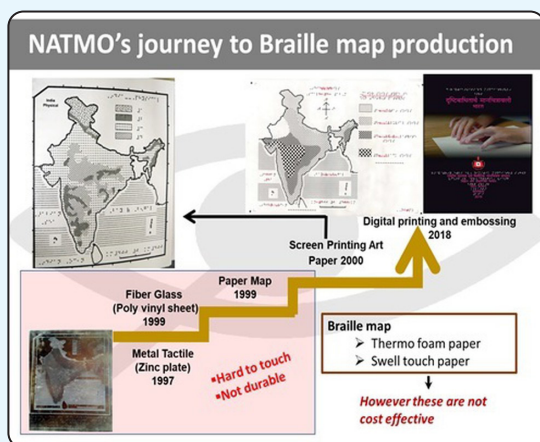 NATMO's journey to Braille map production
India
Physical
Digital printing and embossing
2018
Screen Printing Art
Paper 2000
Paper Map
1999
Fiber Glass
(Poly vinyl sheet)
1999
Metal Tactile
(Zinc plate)
1997
•Hard to touch
•Not durable
Braille map
➢ Thermo foam paper
➢ Swell touch paper
However these are not
cost effective